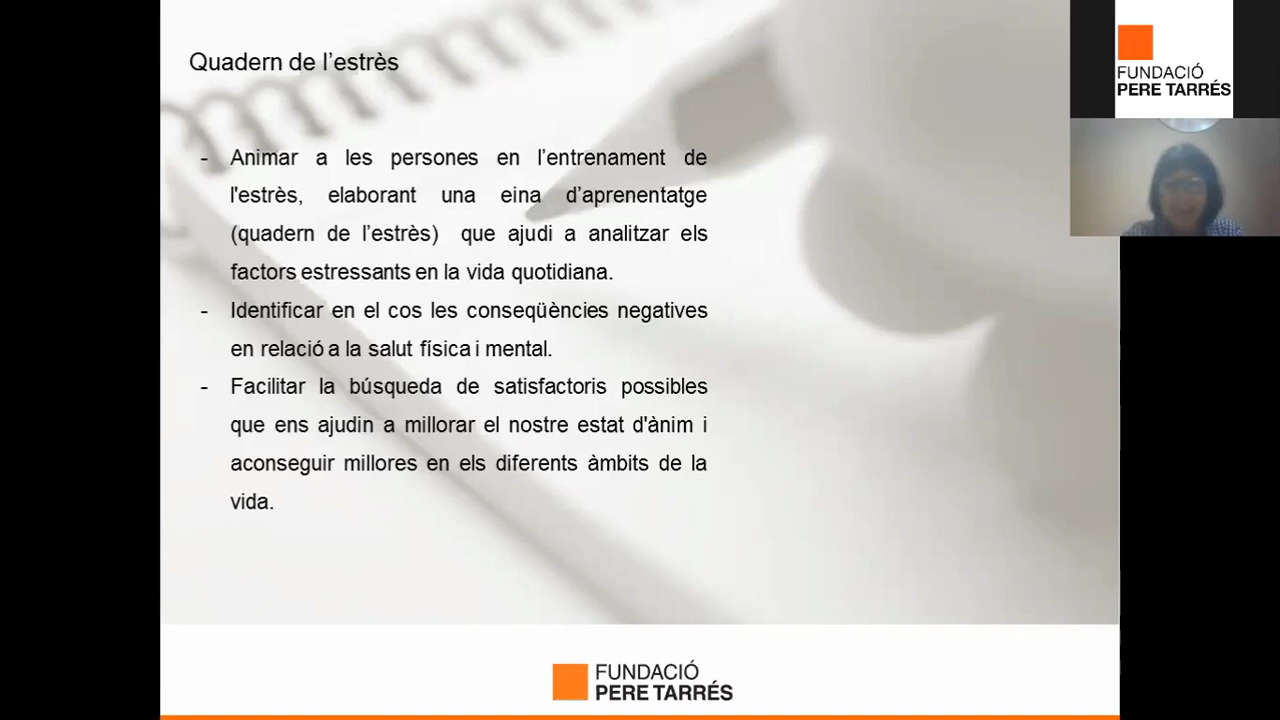 Quadern de l’estrès
- Animar a les persones en l’entrenament de
l'estrès, elaborant una eina d’aprenentatge
(quadern de l’estrès) que ajudi a analitzar els
factors estressants en la vida quotidiana.
- Identificar en el cos les conseqüències negatives
en relació a la salut física i mental.
- Facilitar la búsqueda de satisfactoris possibles
que ens ajudin a millorar el nostre estat d'ànim i
aconseguir millores en els diferents àmbits de la
vida.
FUNDACIÓ
PERE TARRÉS
FUNDACIÓ
PERE TARRÉS